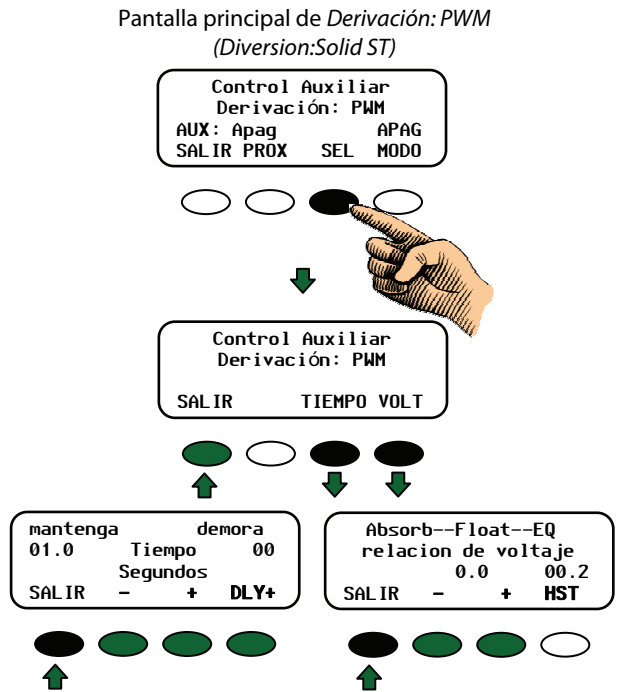 Pantalla principal de Derivación: PWM
(Diversion:Solid ST)
Control Auxiliar
Derivación: PWM
AUX: Apag APAG
SALIR PROX SEL MODO
Control Auxiliar
Derivación: PWM
SALIR TIEMPO VOLT
mantenga demora
01.0 Tiempo 00
Segundos
SALIR - + DLY+
Absorb--Float--EQ
relacion de voltaje
0.0 00.2
SALIR - + HST